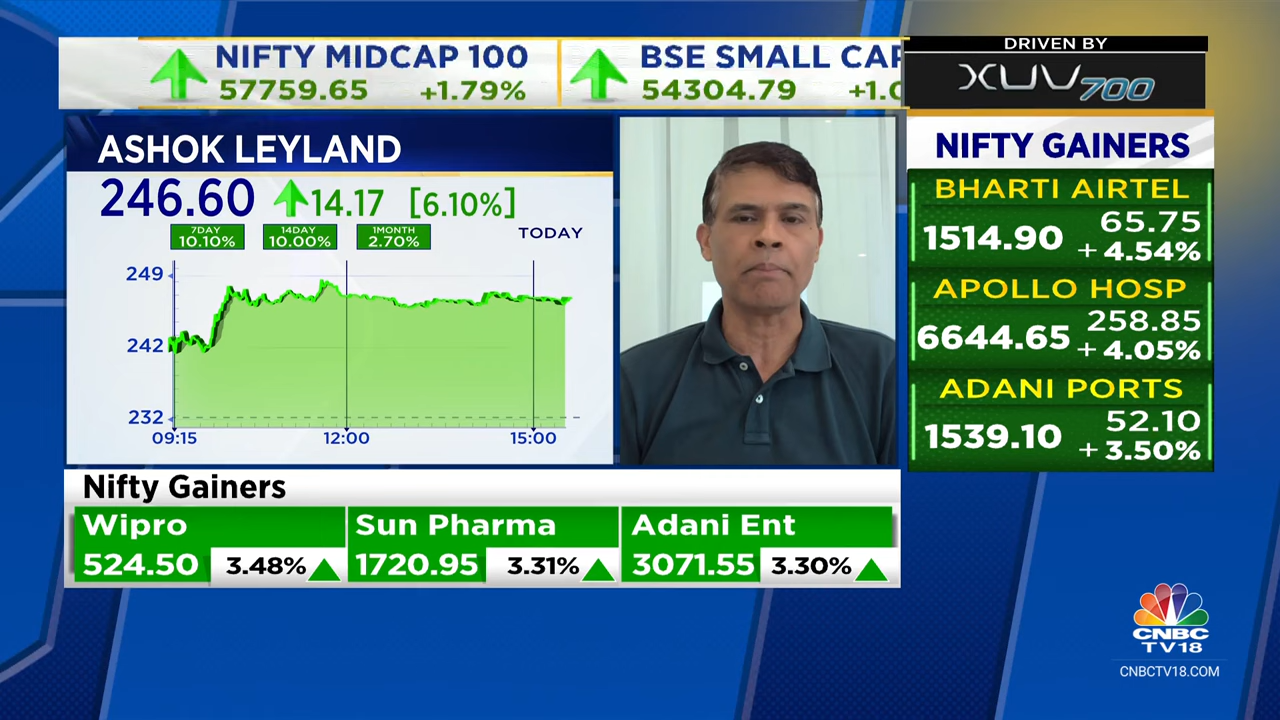 NIFTY MIDCAP 100
57759.65 +1.79%
BSE SMALL CAP
54304.79 +1.0
DRIVEN BY
XUV700
ASHOK LEYLAND
246.60 14.17 [6.10%]
7DAY
10.10%
14DAY
10.00%
1MONTH
2.70%
TODAY
249
242
232
09:15 12:00 15:00
NIFTY GAINERS
BHARTI AIRTEL
1514.90 65.75
+ 4.54%
APOLLO HOSP
6644.65 258.85
+ 4.05%
ADANI PORTS
1539.10 52.10
+ 3.50%
Nifty Gainers
Wipro
524.50 3.48%
Sun Pharma
1720.95 3.31%
Adani Ent
3071.55 3.30%
CNBC
TV18
CNBCTV18.COM